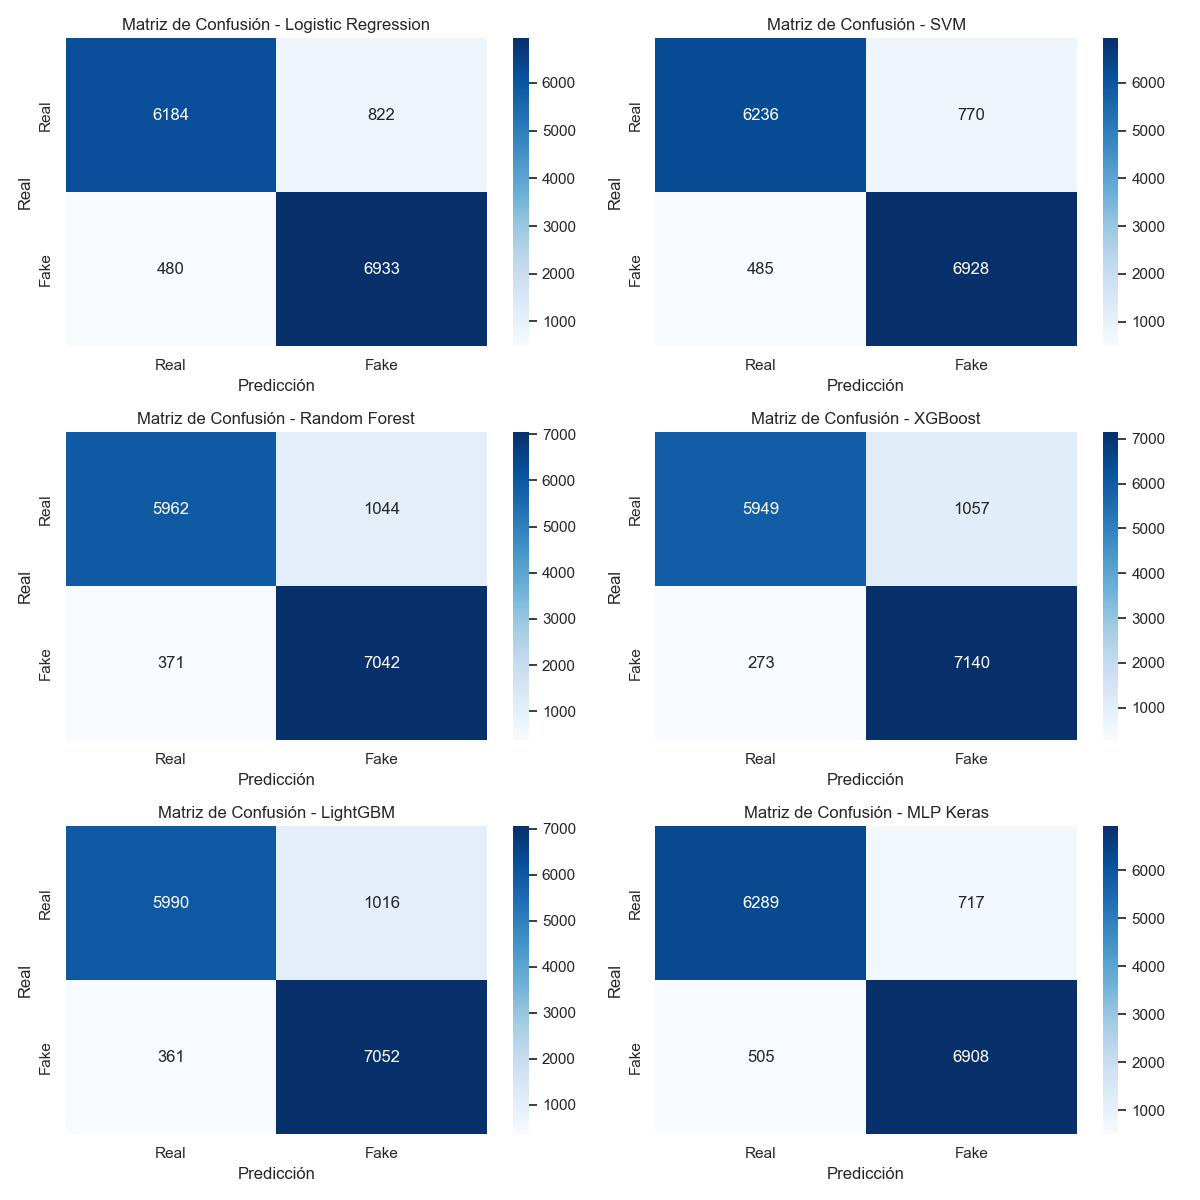 Matriz de Confusión - Logistic Regression
Real
Real
Fake
6184
822
480
6933
6000
5000
4000
3000
2000
1000
Real
Fake
Predicción
Matriz de Confusión - SVM
Real
Real
Fake
6236
770
485
6928
6000
5000
4000
3000
2000
1000
Real
Fake
Predicción
Matriz de Confusión - Random Forest
Real
Real
Fake
5962
1044
371
7042
7000
6000
5000
4000
3000
2000
1000
Real
Fake
Predicción
Matriz de Confusión - XGBoost
Real
Real
Fake
5949
1057
273
7140
7000
6000
5000
4000
3000
2000
1000
Real
Fake
Predicción
Matriz de Confusión - LightGBM
Real
Real
Fake
5990
1016
361
7052
7000
6000
5000
4000
3000
2000
1000
Real
Fake
Predicción
Matriz de Confusión - MLP Keras
Real
Real
Fake
6289
717
505
6908
6000
5000
4000
3000
2000
1000
Real
Fake
Predicción